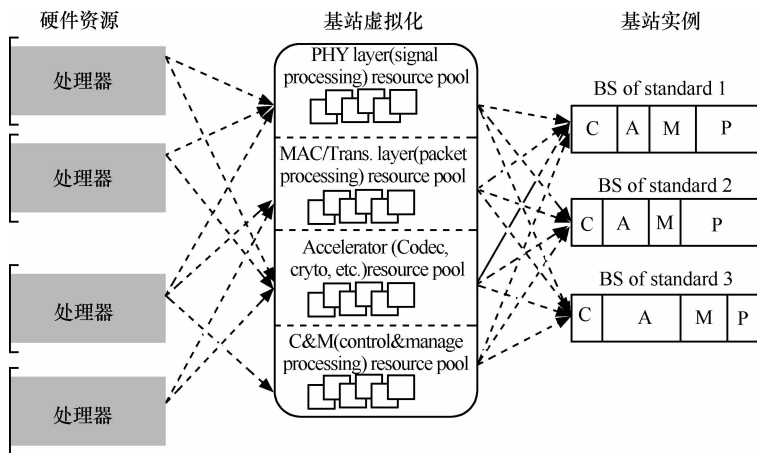 硬件资源
基站虚拟化
基站实例
处理器
处理器
处理器
处理器
PHY layer(signal
processing) resource pool
MAC/Trans. layer(packet
processing) resource pool
Accelerator (Codec,
cryto, etc.)resource pool
C&M(control&manage
processing) resource pool
BS of standard 1
C A M P
BS of standard 2
C A M P
BS of standard 3
C A M P